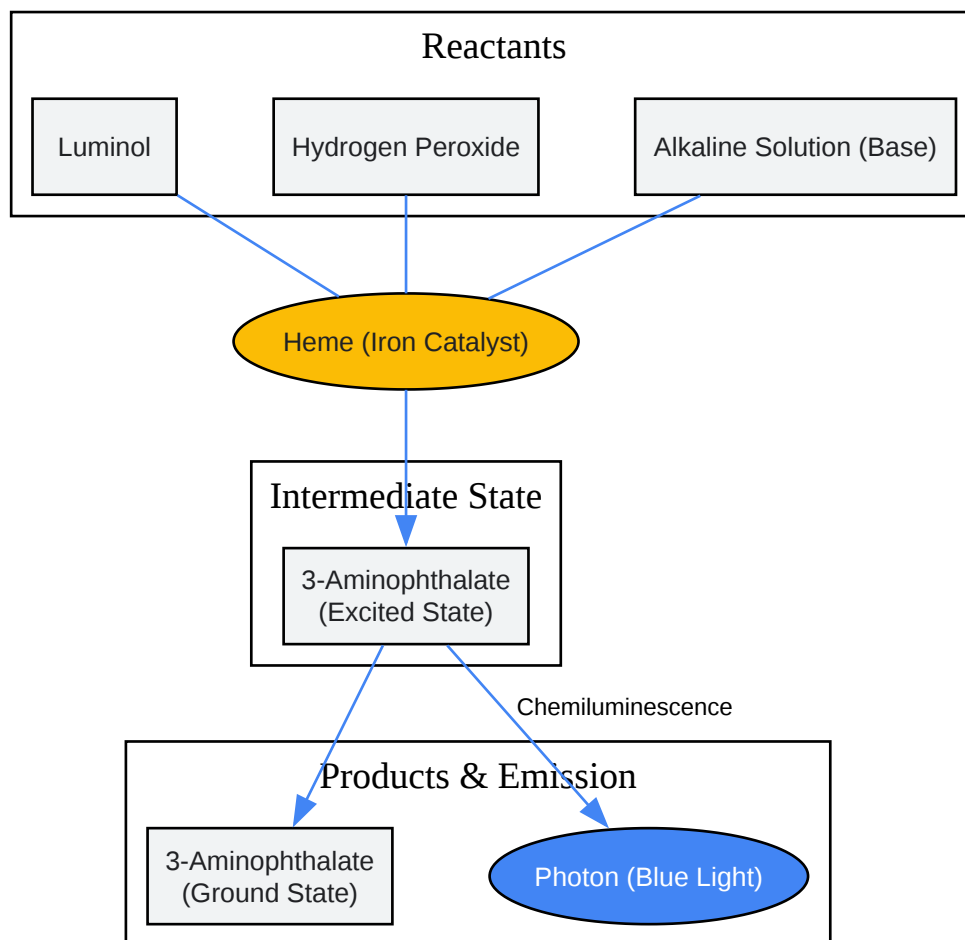 Reactants
Luminol
Hydrogen Peroxide
Alkaline Solution (Base)
Heme (Iron Catalyst)
Intermediate State
3-Aminophthalate
(Excited State)
Chemiluminescence
Products & Emission
3-Aminophthalate
(Ground State)
Photon (Blue Light)